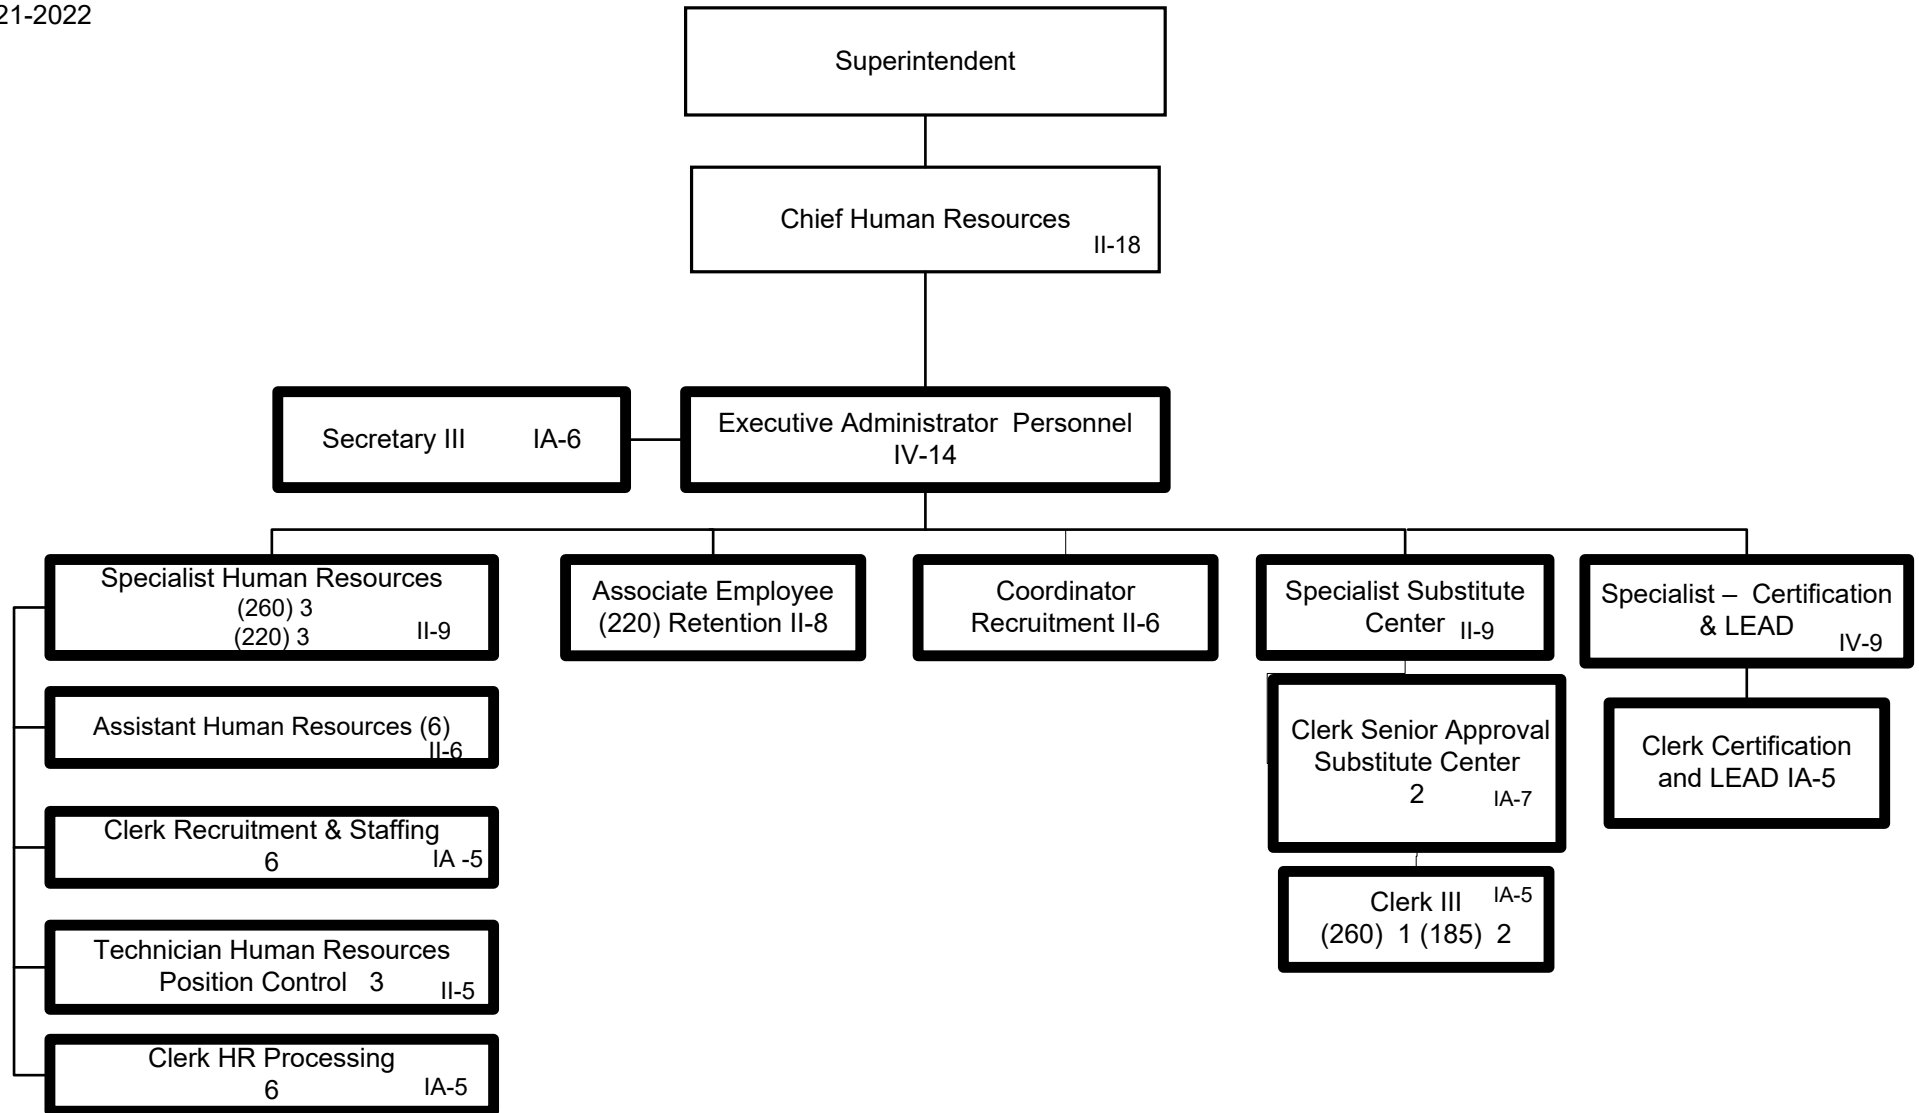 21-2022
Superintendent
Chief Human Resources
II-18
Secretary III IA-6
Executive Administrator Personnel
IV-14
Specialist Human Resources
(260) 3
(220) 3 II-9
Associate Employee
(220) Retention II-8
Coordinator
Recruitment II-6
Specialist Substitute
Center II-9
Specialist – Certification
& LEAD
IV-9
Assistant Human Resources (6)
II-6
Clerk Senior Approval
Substitute Center
2 IA-7
Clerk Certification
and LEAD IA-5
Clerk Recruitment & Staffing
6 IA -5
Clerk III IA-5
(260) 1 (185) 2
Technician Human Resources
Position Control 3 II-5
Clerk HR Processing
6 IA-5